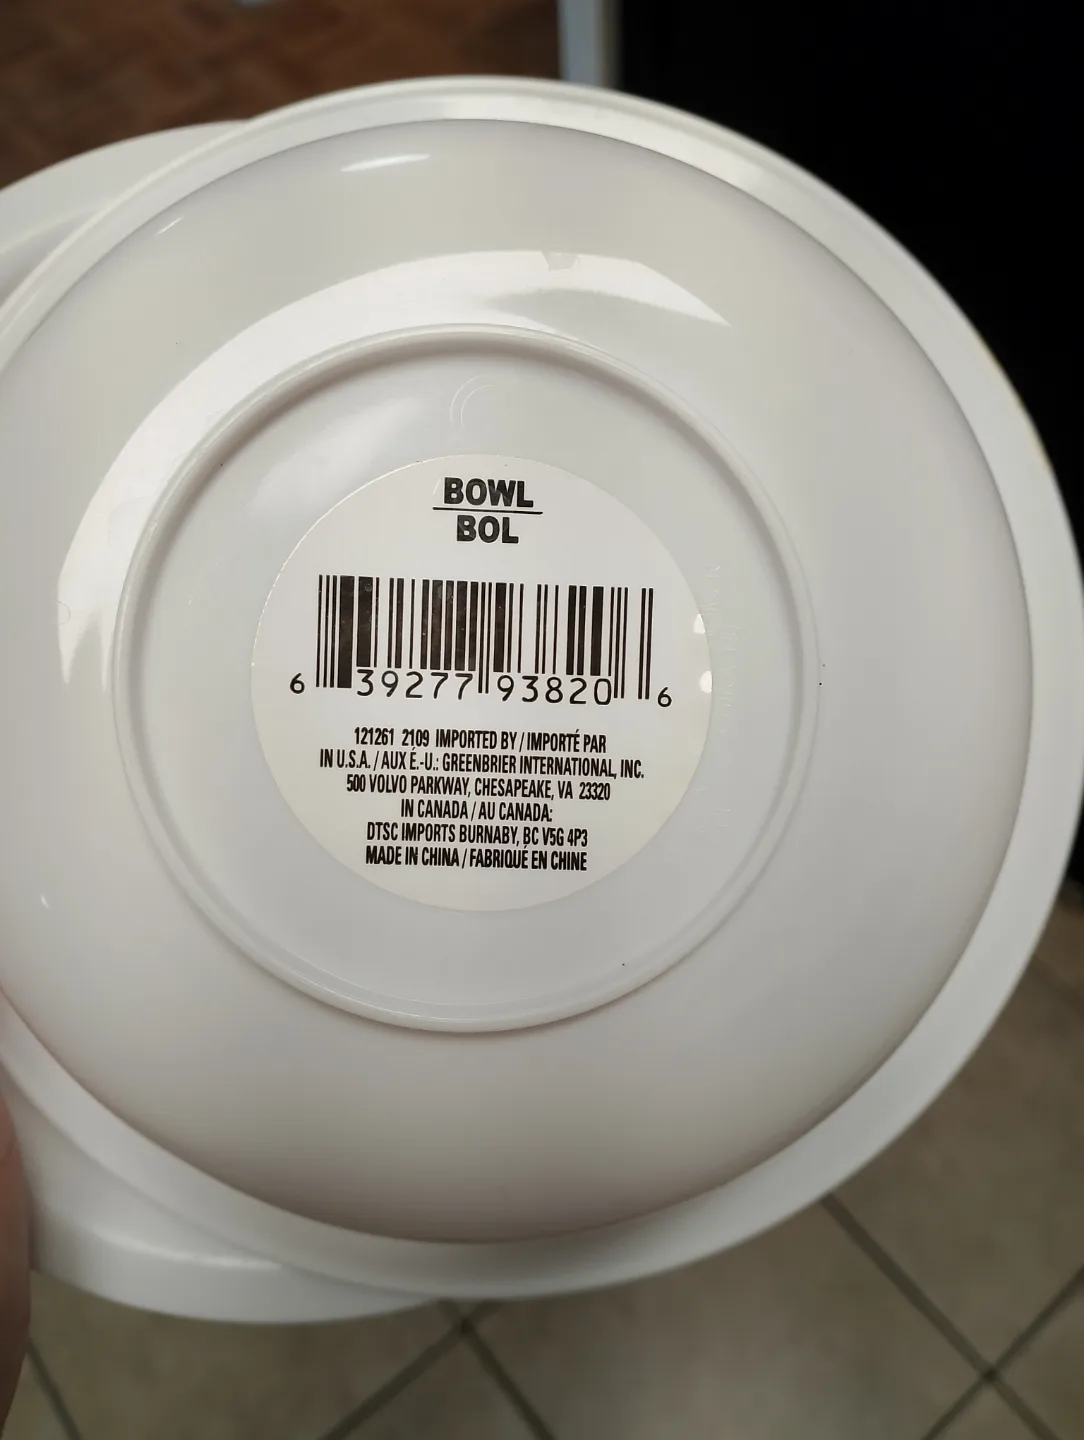 BOWL
BOL
6 39277 93820 6
121261 2109 IMPORTED BY / IMPORTÉ PAR
IN U.S.A. / AUX É.-U.: GREENBRIER INTERNATIONAL, INC.
500 VOLVO PARKWAY, CHESAPEAKE, VA 23320
IN CANADA / AU CANADA:
DTSC IMPORTS BURNABY, BC V5G 4P3
MADE IN CHINA / FABRIQUÉ EN CHINE